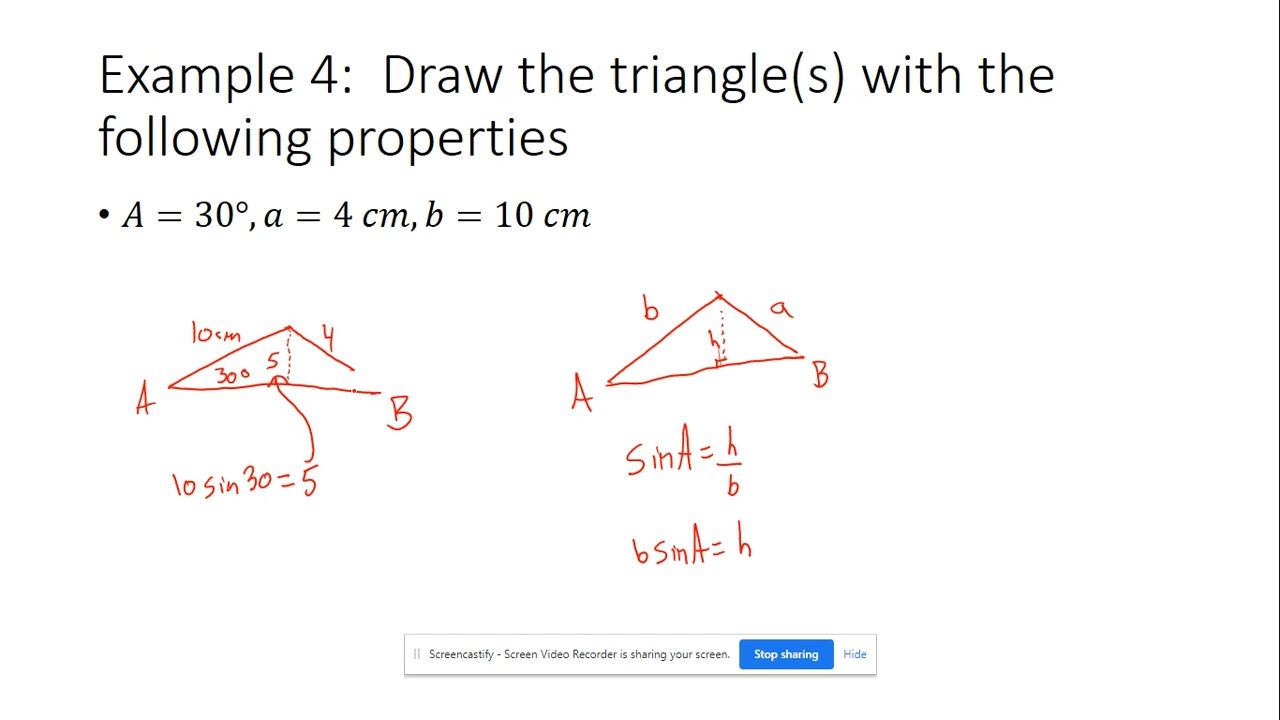 Example 4: Draw the triangle(s) with the
following properties
• A = 30°, a = 4 cm, b = 10 cm
10cm
4
30°
5
A
B
10 sin 30 = 5
b
a
h
A
B
sin A = h/b
b sin A = h
Screencastify - Screen Video Recorder is sharing your screen.
Stop sharing
Hide